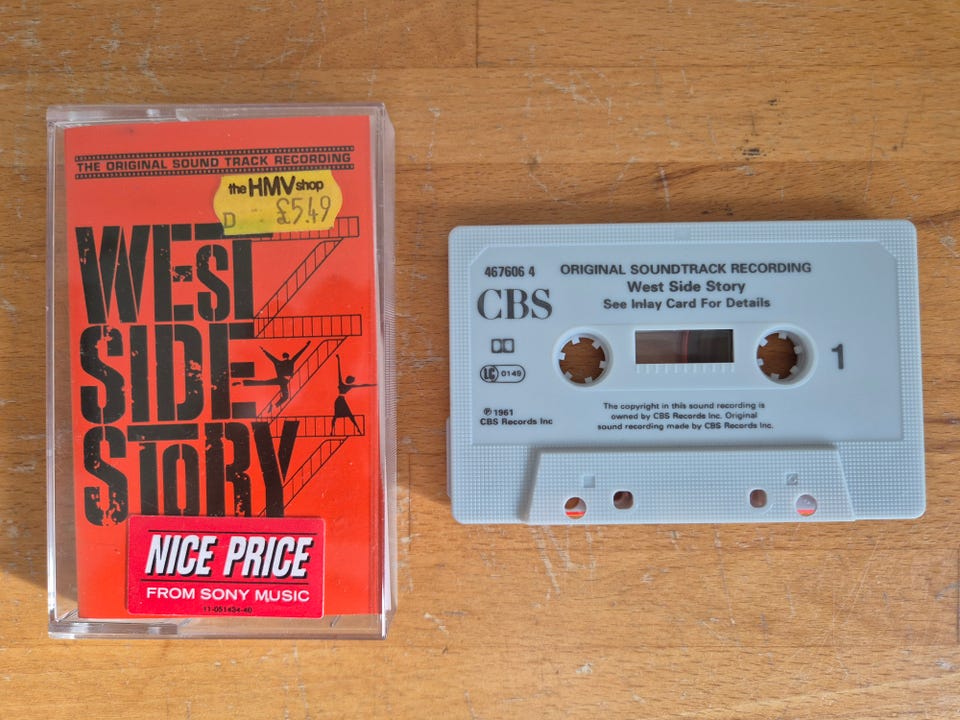 THE ORIGINAL SOUND TRACK RECORDING
the HMV shop
D £5.49
WEST
SIDE
STORY
NICE PRICE
FROM SONY MUSIC
11-051434-40
467606 4
ORIGINAL SOUNDTRACK RECORDING
West Side Story
See Inlay Card For Details
CBS
LC 0149
1
℗ 1961
CBS Records Inc
The copyright in this sound recording is
owned by CBS Records Inc. Original
sound recording made by CBS Records Inc.